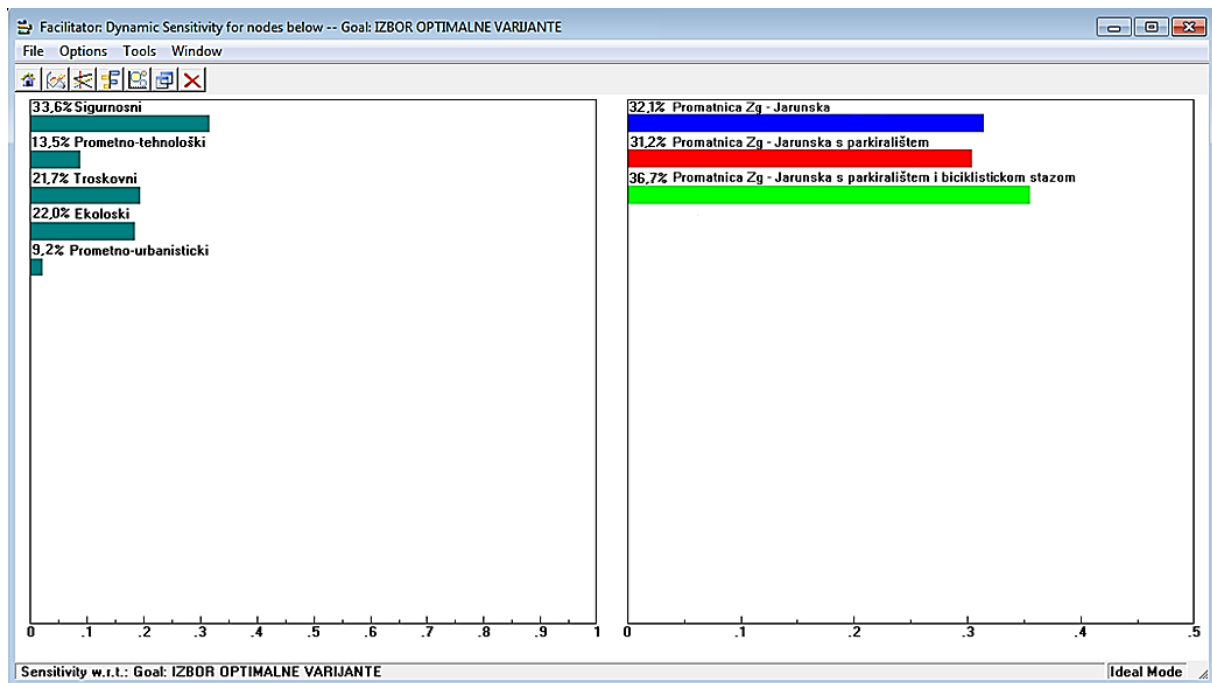 Facilitator: Dynamic Sensitivity for nodes below -- Goal: IZBOR OPTIMALNE VARIJANTE
File Options Tools Window
33,6% Sigurnosni
13,5% Prometno-tehnološki
21,7% Troskovni
22,0% Ekoloski
9,2% Prometno-urbanisticki
0 .1 .2 .3 .4 .5 .6 .7 .8 .9 1
32,1% Promatnica Zg - Jarunska
31,2% Promatnica Zg - Jarunska s parkiralištem
36,7% Promatnica Zg - Jarunska s parkiralištem i biciklistickom stazom
0 .1 .2 .3 .4 .5
Sensitivity w.r.t.: Goal: IZBOR OPTIMALNE VARIJANTE
Ideal Mode